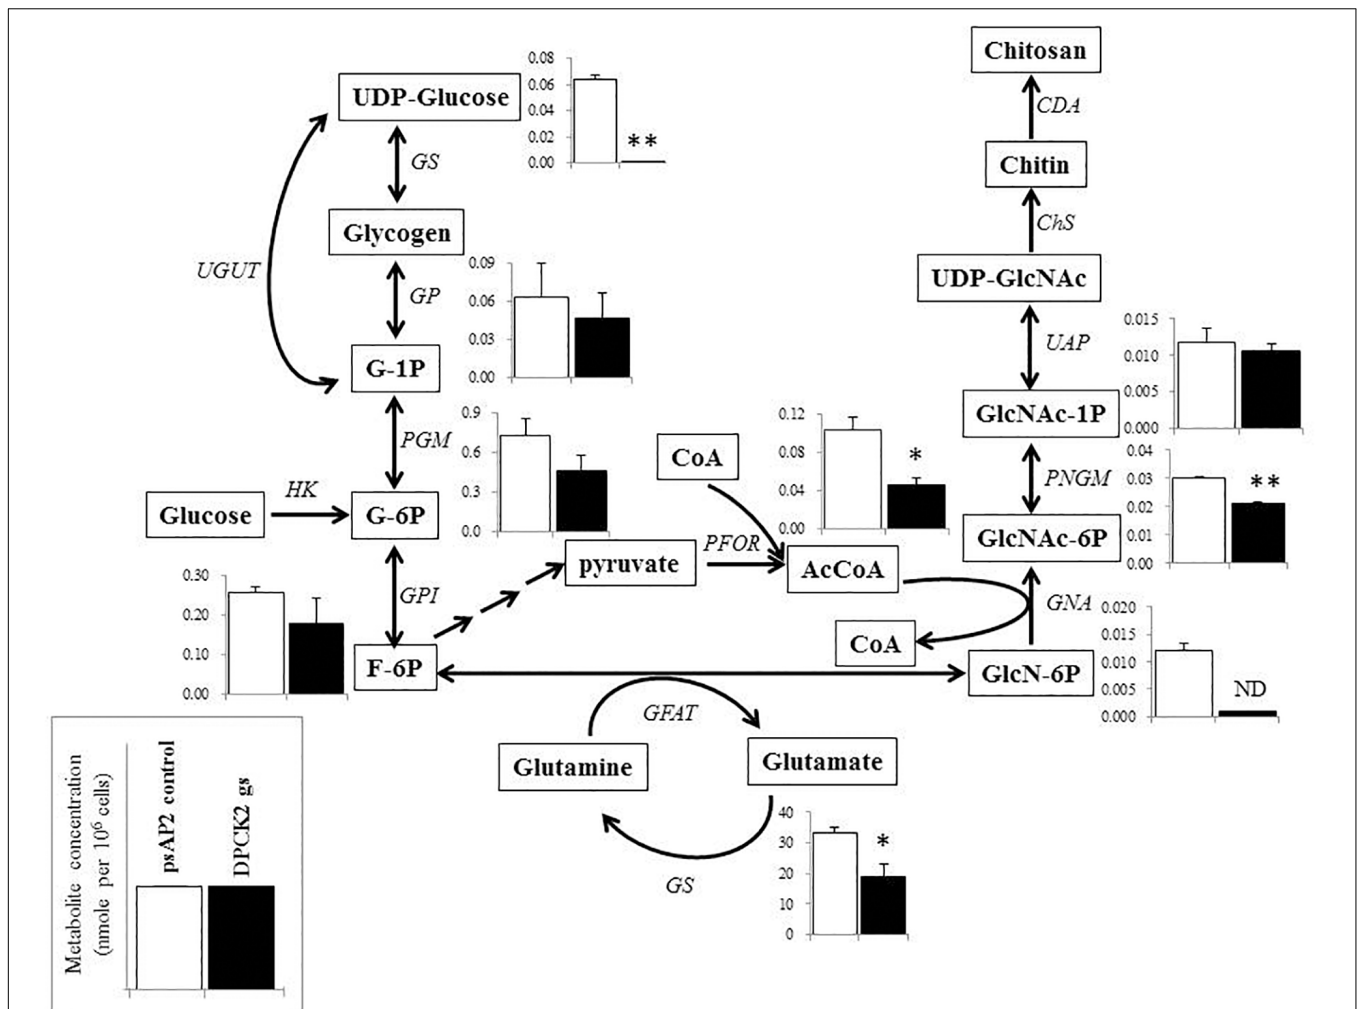 Chitosan
CDA
Chitin
ChS
UDP-GlcNAc
UAP
GlcNAc-1P
PNGM
GlcNAc-6P
GNA
GlcN-6P
0.015
0.010
0.005
0.000
0.04
0.03
0.02
0.01
0.00
**
0.020
0.015
0.010
0.005
0.000
ND
UDP-Glucose
0.08
0.06
0.04
0.02
0.00
**
GS
Glycogen
UGUT
GP
0.09
0.06
0.03
0.00
G-1P
PGM
0.9
0.6
0.3
0.0
Glucose
HK
G-6P
GPI
0.30
0.20
0.10
0.00
F-6P
pyruvate
PFOR
CoA
0.12
0.08
0.04
0.00
*
AcCoA
CoA
GFAT
Glutamine
Glutamate
GS
40
30
20
10
0
*
Metabolite concentration
(nmole per 10⁶ cells)
psAP2 control
DPCK2 gs